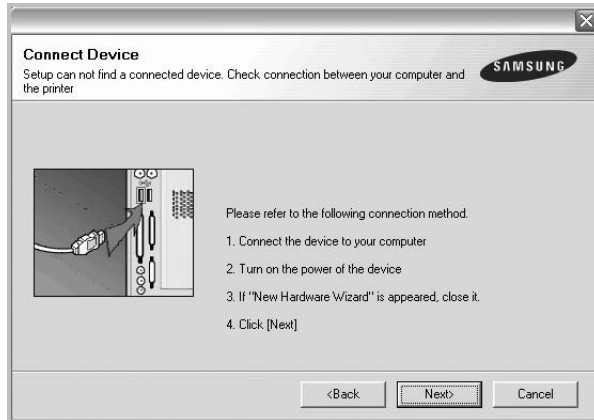 Connect Device
Setup can not find a connected device. Check connection between your computer and
the printer
SAMSUNG
Please refer to the following connection method.
1. Connect the device to your computer
2. Turn on the power of the device
3. If "New Hardware Wizard" is appeared, close it.
4. Click [Next]
<Back
Next>
Cancel